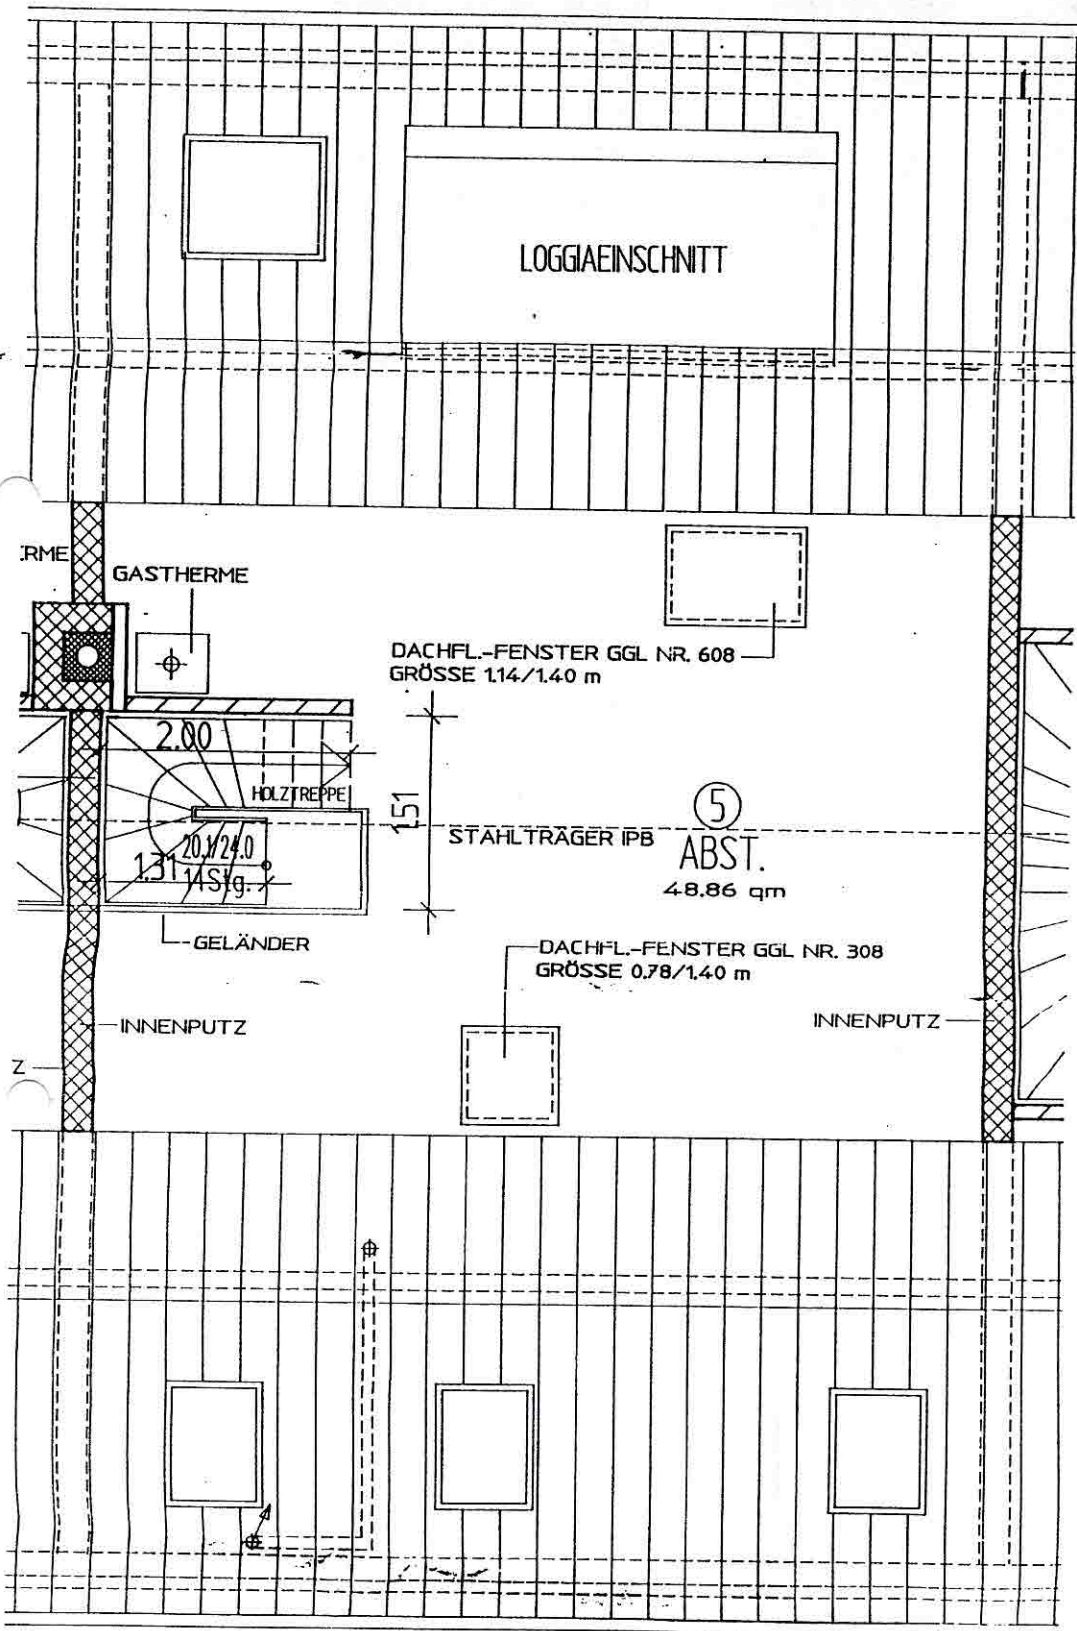 LOGGIAEINSCHNITT
RME
GASTHERME
DACHFL.-FENSTER GGL NR. 608
GRÖSSE 1.14/1.40 m
2.00
HOLZTREPPE
1.51
STAHLTRÄGER IPB
5
ABST.
48.86 qm
20.1/24.0
1.31
14Stg.
GELÄNDER
DACHFL.-FENSTER GGL NR. 308
GRÖSSE 0.78/1.40 m
INNENPUTZ
INNENPUTZ
Z